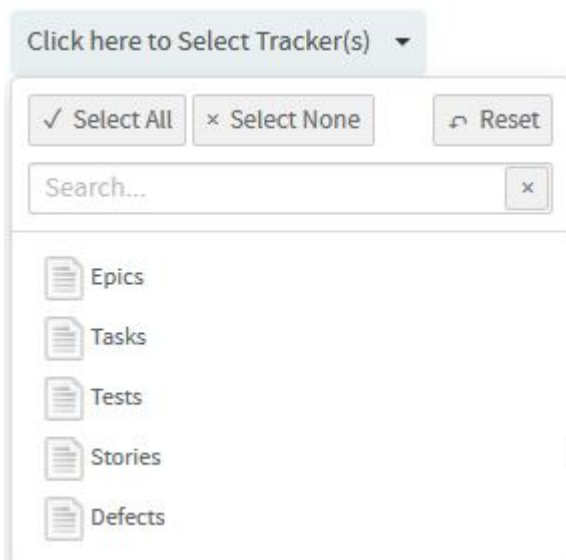 Click here to Select Tracker(s)
✓ Select All × Select None Reset
Search... ×
Epics
Tasks
Tests
Stories
Defects